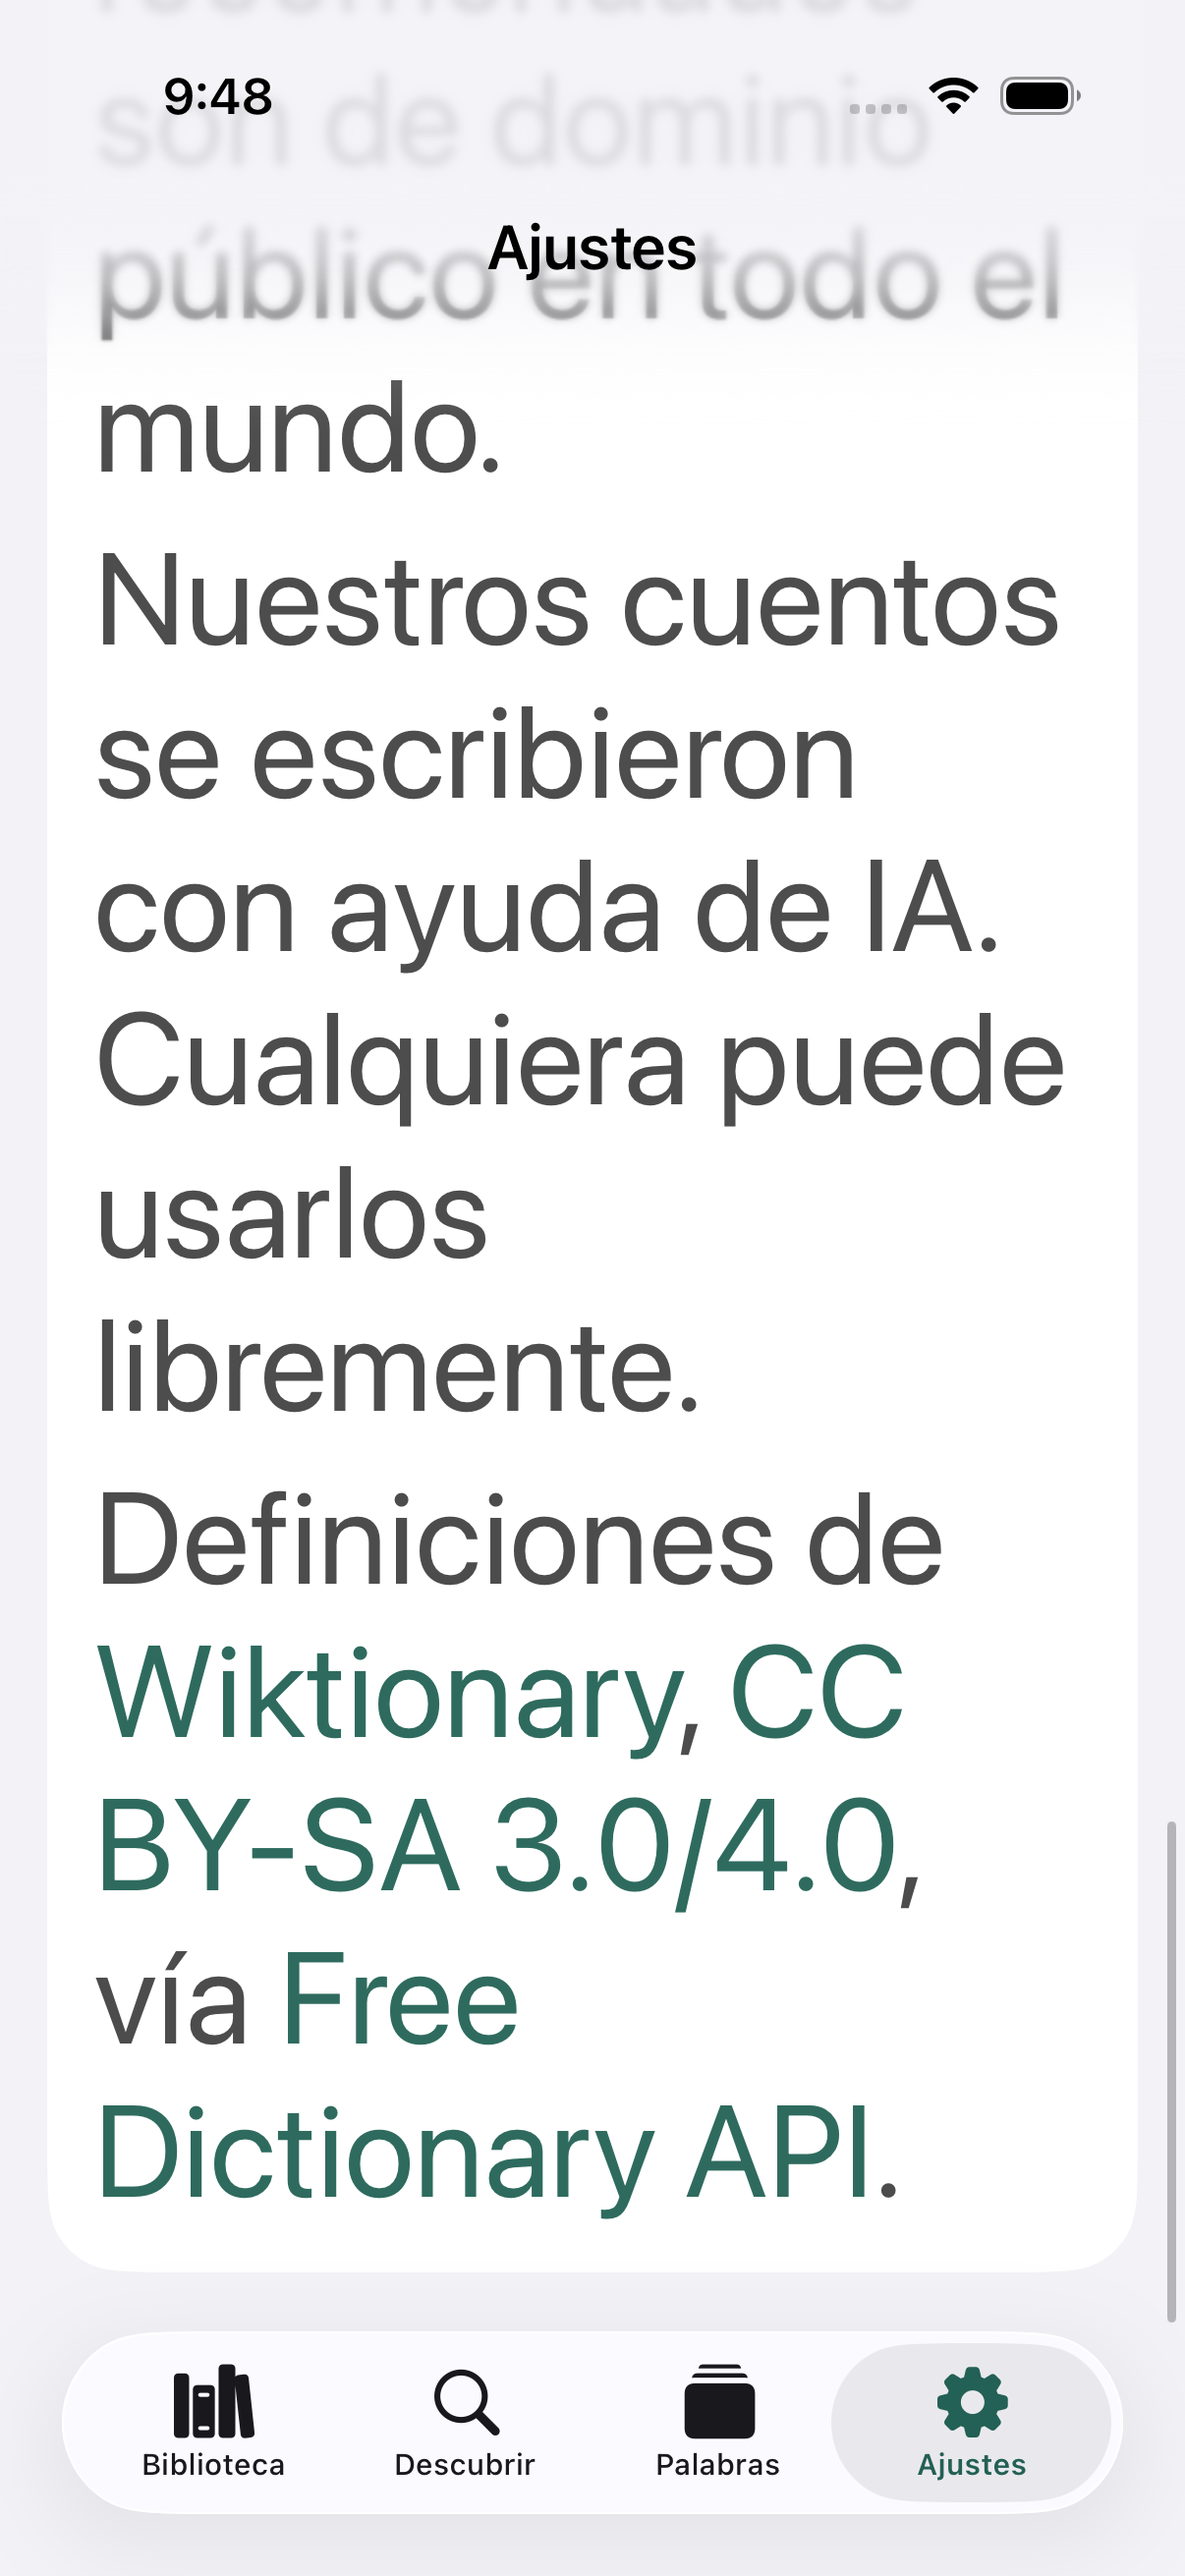 9:48
son de dominio
Ajustes
público en todo el
mundo.
Nuestros cuentos
se escribieron
con ayuda de IA.
Cualquiera puede
usarlos
libremente.
Definiciones de
Wiktionary, CC
BY-SA 3.0/4.0,
vía Free
Dictionary API.
Biblioteca
Descubrir
Palabras
Ajustes